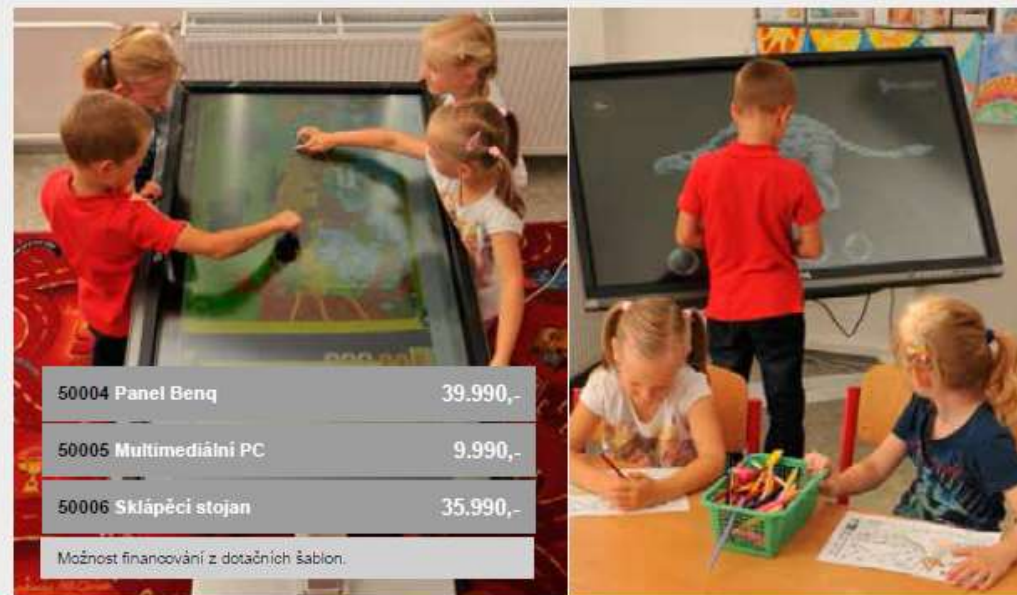 50004 Panel Benq 39.990,-
50005 Multimediální PC 9.990,-
50006 Sklápěcí stojan 35.990,-
Možnost financování z dotačních šablon.